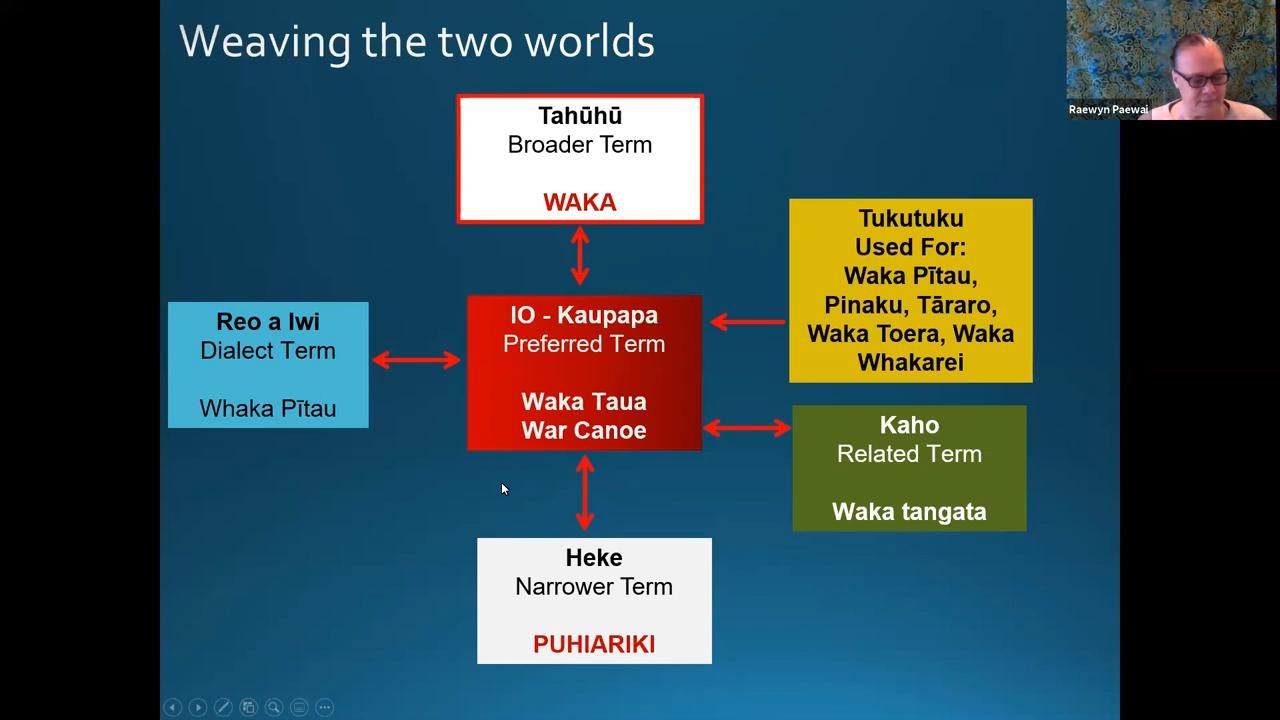 Weaving the two worlds
Raewyn Paewai
Tahūhū
Broader Term
WAKA
Tukutuku
Used For:
Waka Pītau,
Pinaku, Tāraro,
Waka Toera, Waka
Whakarei
Reo a Iwi
Dialect Term
Whaka Pītau
IO - Kaupapa
Preferred Term
Waka Taua
War Canoe
Kaho
Related Term
Waka tangata
Heke
Narrower Term
PUHIARIKI